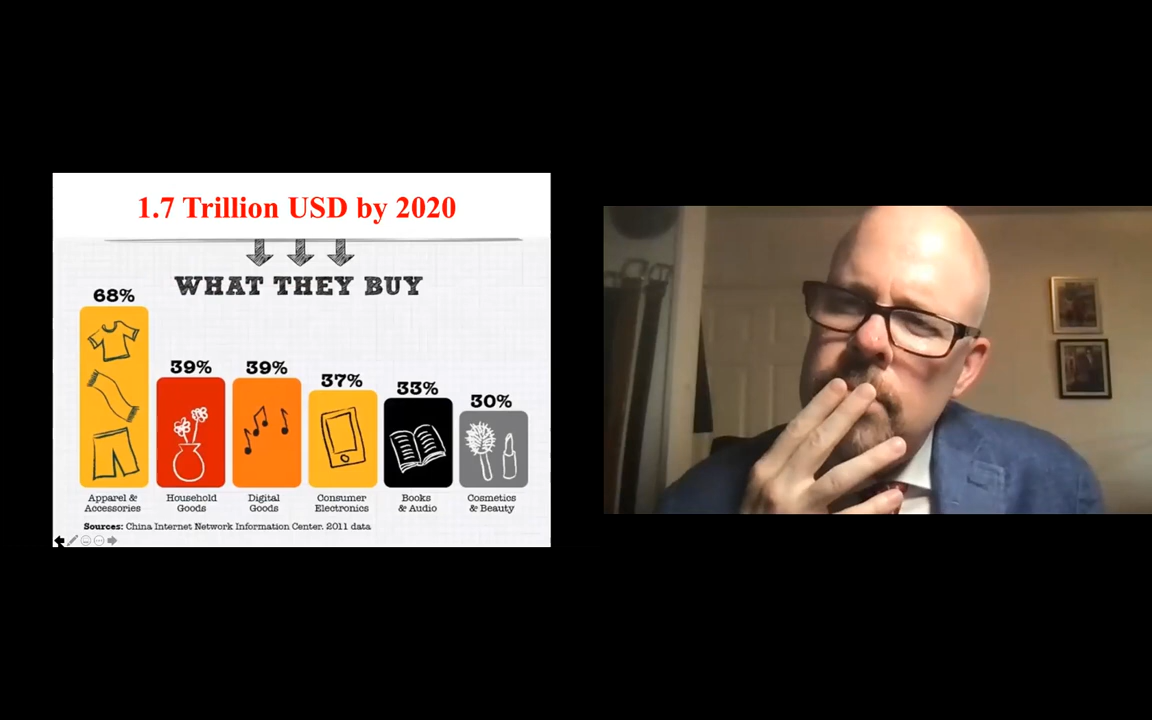 1.7 Trillion USD by 2020
WHAT THEY BUY
68%
39%
39%
37%
33%
30%
Apparel &
Accessories
Household
Goods
Digital
Goods
Consumer
Electronics
Books
& Audio
Cosmetics
& Beauty
Sources: China Internet Network Information Center. 2011 data